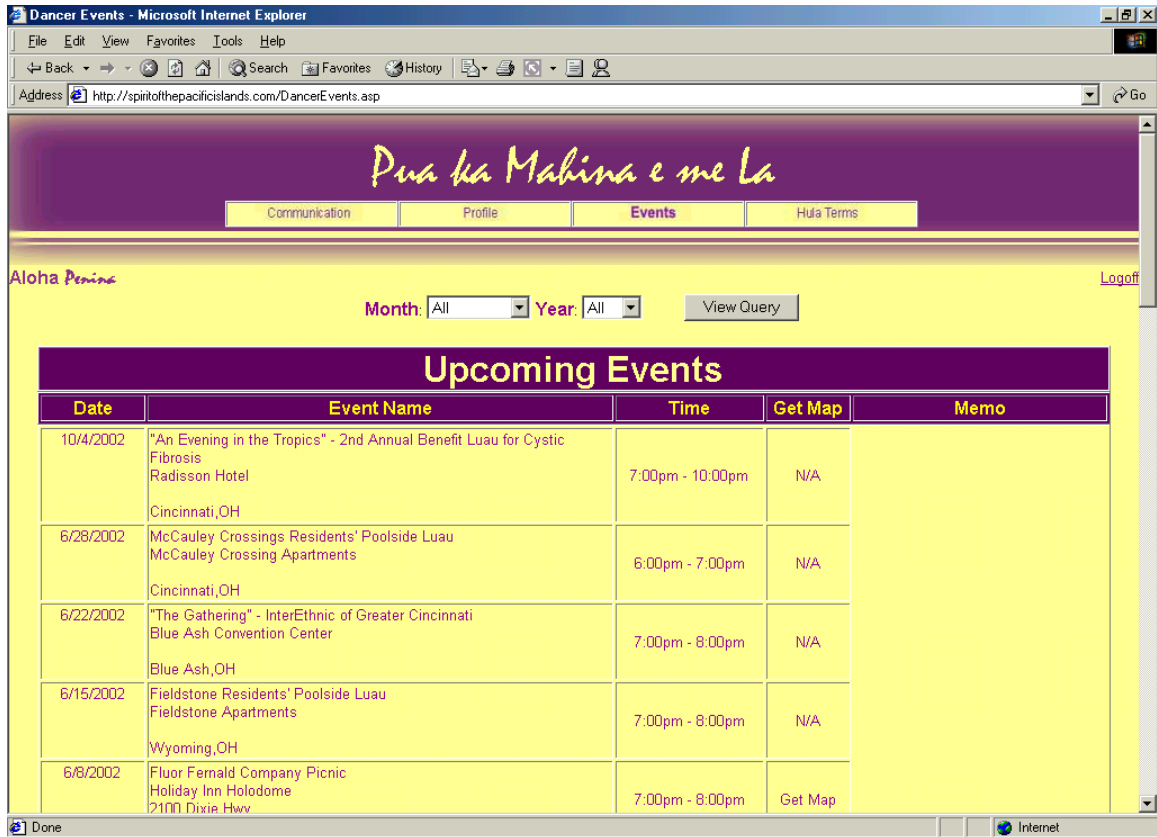 Dancer Events - Microsoft Internet Explorer
File Edit View Favorites Tools Help
Back Search Favorites History
Address http://spiritofthepacificislands.com/DancerEvents.asp Go
Pua ka Mahina e me La
Communication Profile Events Hula Terms
Aloha Penina Logoff
Month: All Year: All View Query
Upcoming Events
Date Event Name Time Get Map Memo
10/4/2002 "An Evening in the Tropics" - 2nd Annual Benefit Luau for Cystic
Fibrosis
Radisson Hotel 7:00pm - 10:00pm N/A
Cincinnati,OH
6/28/2002 McCauley Crossings Residents' Poolside Luau
McCauley Crossing Apartments
6:00pm - 7:00pm N/A
Cincinnati,OH
6/22/2002 "The Gathering" - InterEthnic of Greater Cincinnati
Blue Ash Convention Center
7:00pm - 8:00pm N/A
Blue Ash,OH
6/15/2002 Fieldstone Residents' Poolside Luau
Fieldstone Apartments
7:00pm - 8:00pm N/A
Wyoming,OH
6/8/2002 Fluor Fernald Company Picnic
Holiday Inn Holodome
2100 Dixie Hwy 7:00pm - 8:00pm Get Map
Done Internet